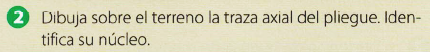 2 Dibuja sobre el terreno la traza axial del pliegue. Iden-
tifica su núcleo.